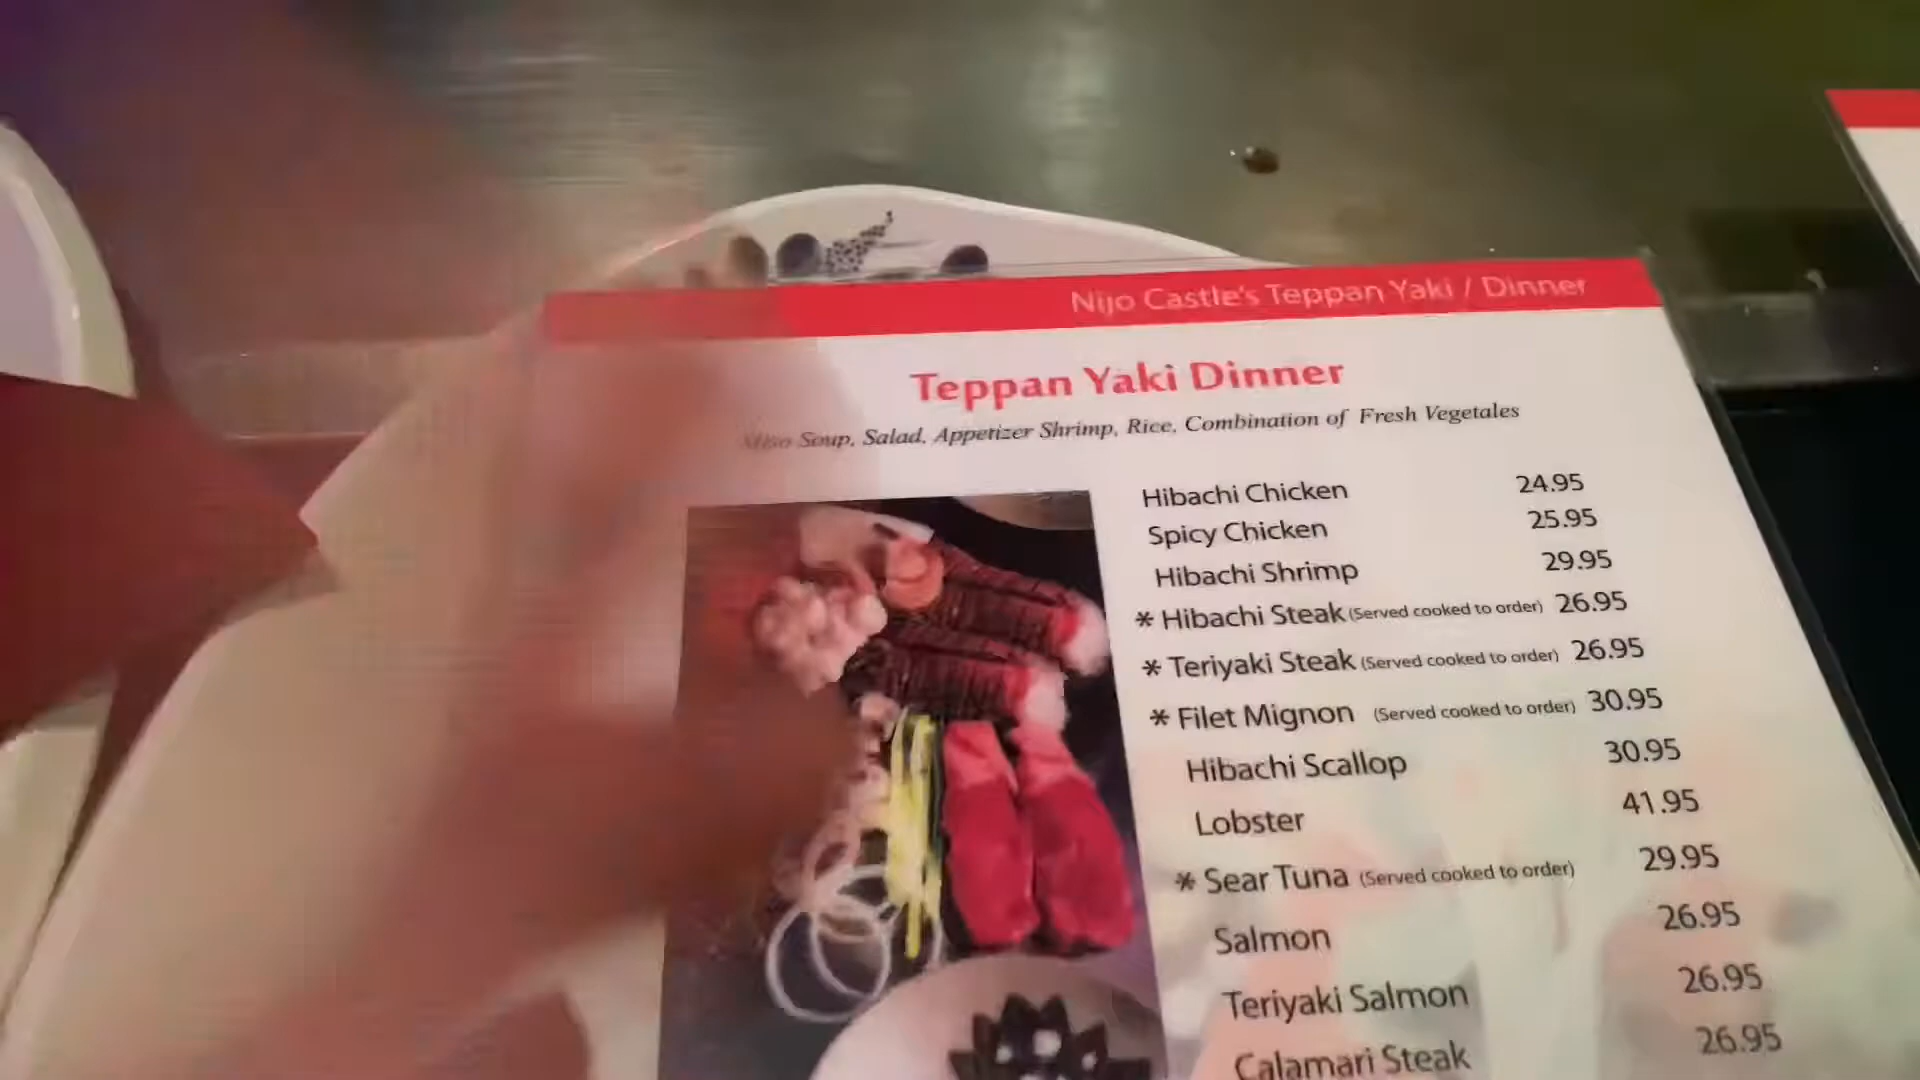 Nijo Castle's Teppan Yaki / Dinner
Teppan Yaki Dinner
Miso Soup, Salad, Appetizer Shrimp, Rice, Combination of Fresh Vegetales
Hibachi Chicken 24.95
Spicy Chicken 25.95
Hibachi Shrimp 29.95
* Hibachi Steak (Served cooked to order) 26.95
* Teriyaki Steak (Served cooked to order) 26.95
* Filet Mignon (Served cooked to order) 30.95
Hibachi Scallop 30.95
Lobster 41.95
* Sear Tuna (Served cooked to order) 29.95
Salmon 26.95
Teriyaki Salmon 26.95
Calamari Steak 26.95